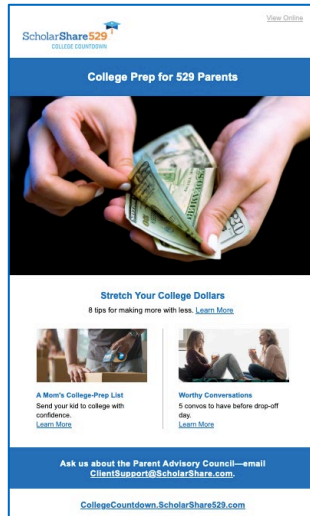 View Online
ScholarShare529
COLLEGE COUNTDOWN
College Prep for 529 Parents
Stretch Your College Dollars
8 tips for making more with less. Learn More
A Mom's College-Prep List
Send your kid to college with
confidence.
Learn More
Worthy Conversations
5 convos to have before drop-off
day.
Learn More
Ask us about the Parent Advisory Council—email
ClientSupport@ScholarShare.com.
CollegeCountdown.ScholarShare529.com